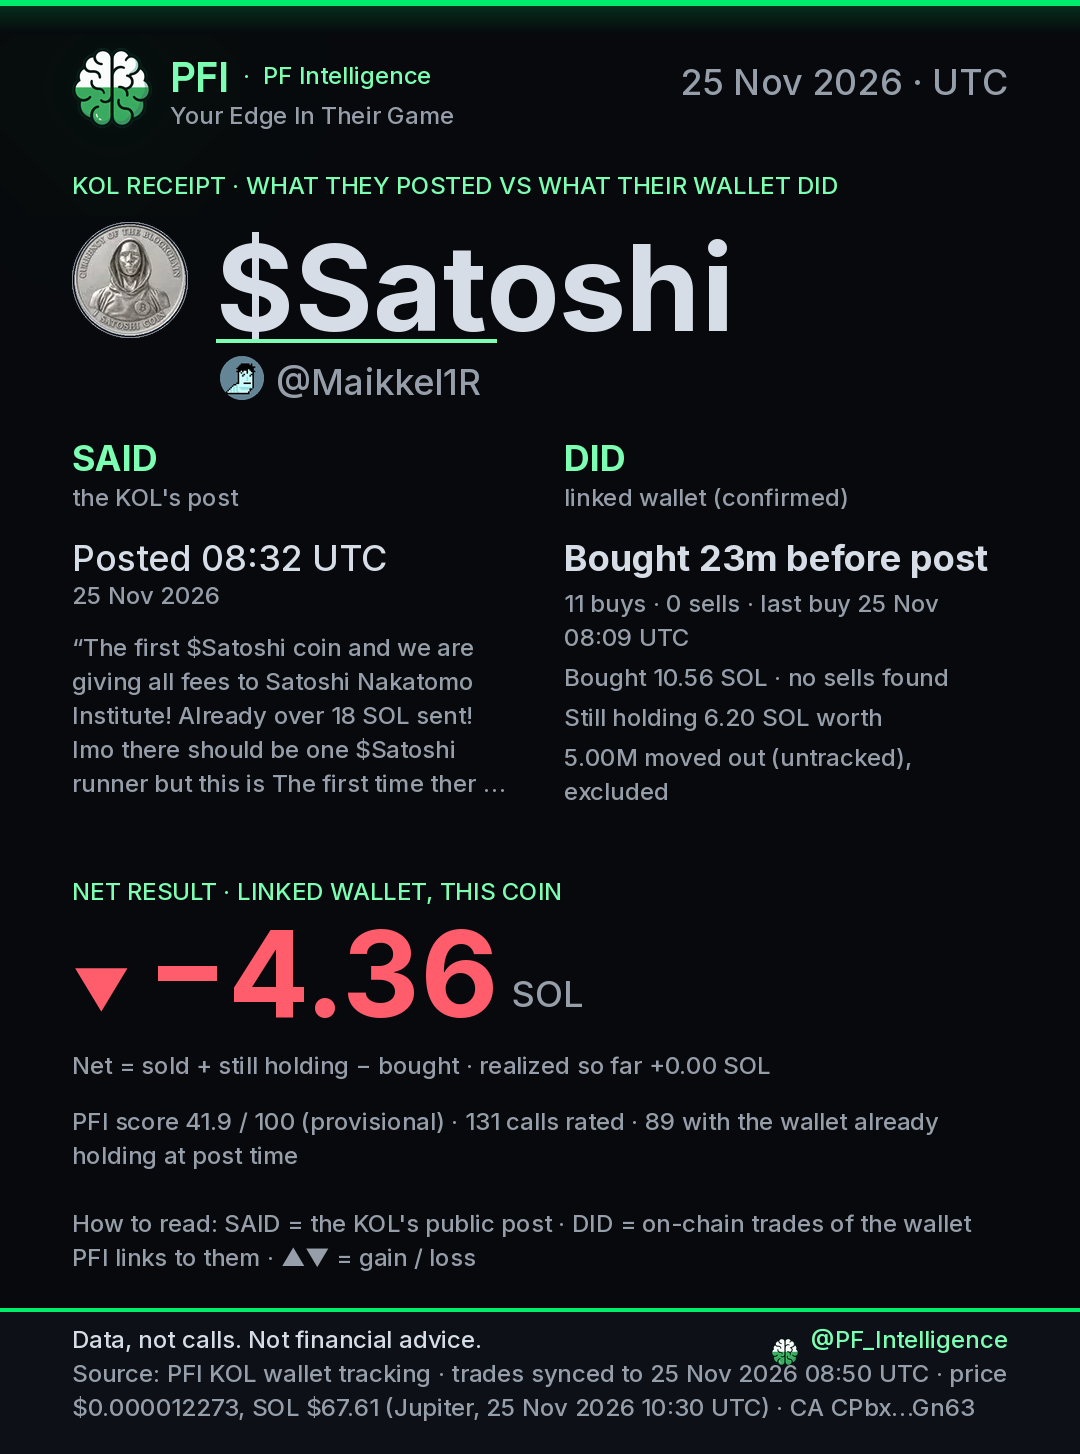 PFI · PF Intelligence
Your Edge In Their Game
25 Nov 2026 · UTC
KOL RECEIPT · WHAT THEY POSTED VS WHAT THEIR WALLET DID
$Satoshi
@Maikkel1R
SAID
the KOL's post
Posted 08:32 UTC
25 Nov 2026
“The first $Satoshi coin and we are
giving all fees to Satoshi Nakatomo
Institute! Already over 18 SOL sent!
Imo there should be one $Satoshi
runner but this is The first time ther …
DID
linked wallet (confirmed)
Bought 23m before post
11 buys · 0 sells · last buy 25 Nov
08:09 UTC
Bought 10.56 SOL · no sells found
Still holding 6.20 SOL worth
5.00M moved out (untracked),
excluded
NET RESULT · LINKED WALLET, THIS COIN
▼ −4.36 SOL
Net = sold + still holding − bought · realized so far +0.00 SOL
PFI score 41.9 / 100 (provisional) · 131 calls rated · 89 with the wallet already
holding at post time
How to read: SAID = the KOL's public post · DID = on-chain trades of the wallet
PFI links to them · ▲▼ = gain / loss
Data, not calls. Not financial advice.
@PF_Intelligence
Source: PFI KOL wallet tracking · trades synced to 25 Nov 2026 08:50 UTC · price
$0.000012273, SOL $67.61 (Jupiter, 25 Nov 2026 10:30 UTC) · CA CPbx…Gn63